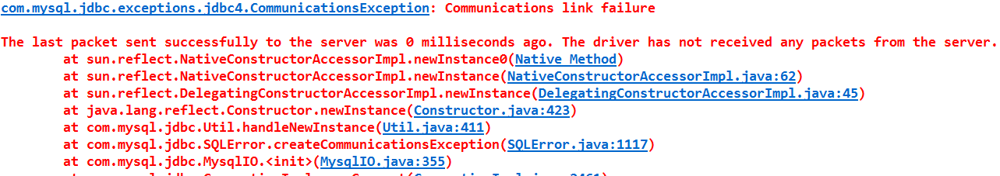 com.mysql.jdbc.exceptions.jdbc4.CommunicationsException: Communications link failure
The last packet sent successfully to the server was 0 milliseconds ago. The driver has not received any packets from the server.
at sun.reflect.NativeConstructorAccessorImpl.newInstance0(Native Method)
at sun.reflect.NativeConstructorAccessorImpl.newInstance(NativeConstructorAccessorImpl.java:62)
at sun.reflect.DelegatingConstructorAccessorImpl.newInstance(DelegatingConstructorAccessorImpl.java:45)
at java.lang.reflect.Constructor.newInstance(Constructor.java:423)
at com.mysql.jdbc.Util.handleNewInstance(Util.java:411)
at com.mysql.jdbc.SQLError.createCommunicationsException(SQLError.java:1117)
at com.mysql.jdbc.MysqlIO.<init>(MysqlIO.java:355)